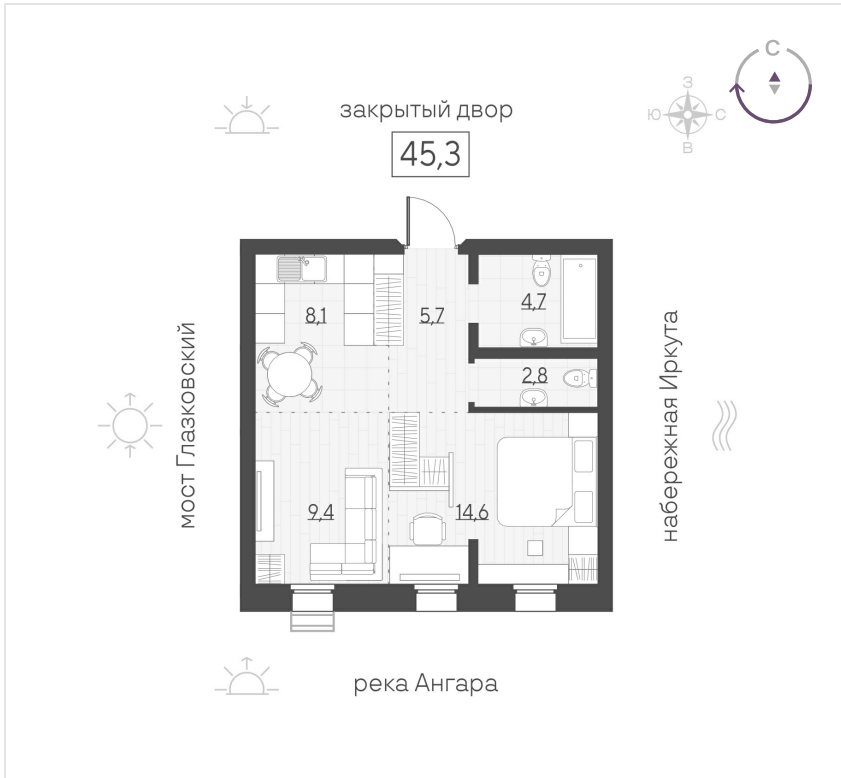 С
З
Ю
С
В
закрытый двор
45,3
8,1
5,7
4,7
2,8
9,4
14,6
мост Глазковский
набережная Иркута
река Ангара